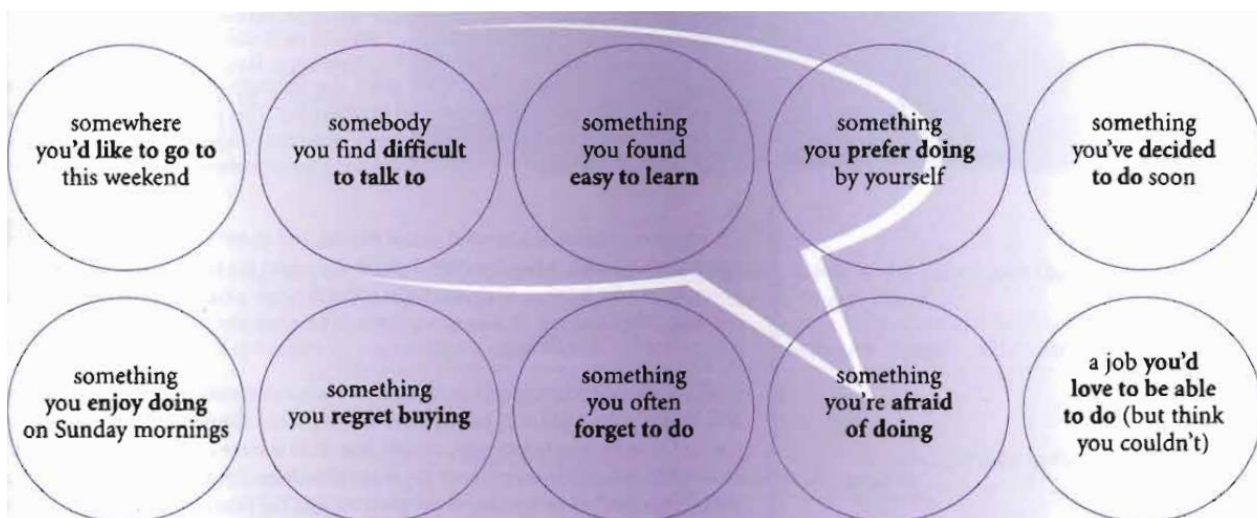 somewhere
you'd like to go to
this weekend
somebody
you find difficult
to talk to
something
you found
easy to learn
something
you prefer doing
by yourself
something
you've decided
to do soon
something
you enjoy doing
on Sunday mornings
something
you regret buying
something
you often
forget to do
something
you're afraid
of doing
a job you'd
love to be able
to do (but think
you couldn't)